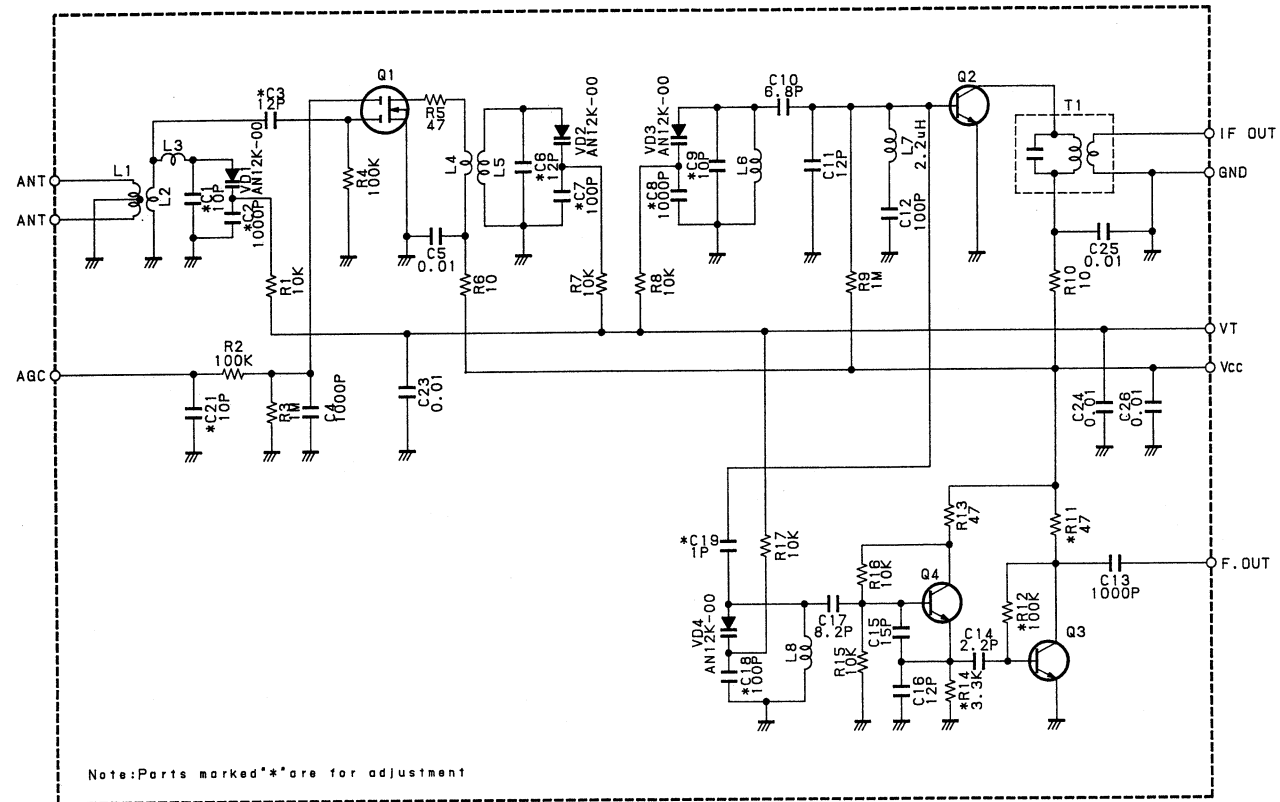 Q1
*C3
12P
R5
47
L3
L1
L2
ANT
ANT
*C1
10P
VD1
AN12K-00
*C2
1000P
R1
10K
R4
100K
L4
L5
*C6
12P
VD2
AN12K-00
*C7
100P
C5
0.01
R6
10
R7
10K
VD3
AN12K-00
*C8
1000P
*C9
10P
L6
R8
10K
C10
6.8P
C11
12P
L7
2.2uH
C12
100P
R9
1M
Q2
T1
IF OUT
GND
C25
0.01
R10
10
VT
Vcc
AGC
R2
100K
*C21
10P
R3
1M
C4
1000P
C23
0.01
C24
0.01
C26
0.01
*C19
1P
R17
10K
R13
47
*R11
47
R16
10K
Q4
C13
1000P
F.OUT
VD4
AN12K-00
*C18
100P
L8
C17
8.2P
R15
10K
C15
15P
C16
12P
*R14
3.3K
C14
2.2P
*R12
100K
Q3
Note:Parts marked"*"are for adjustment